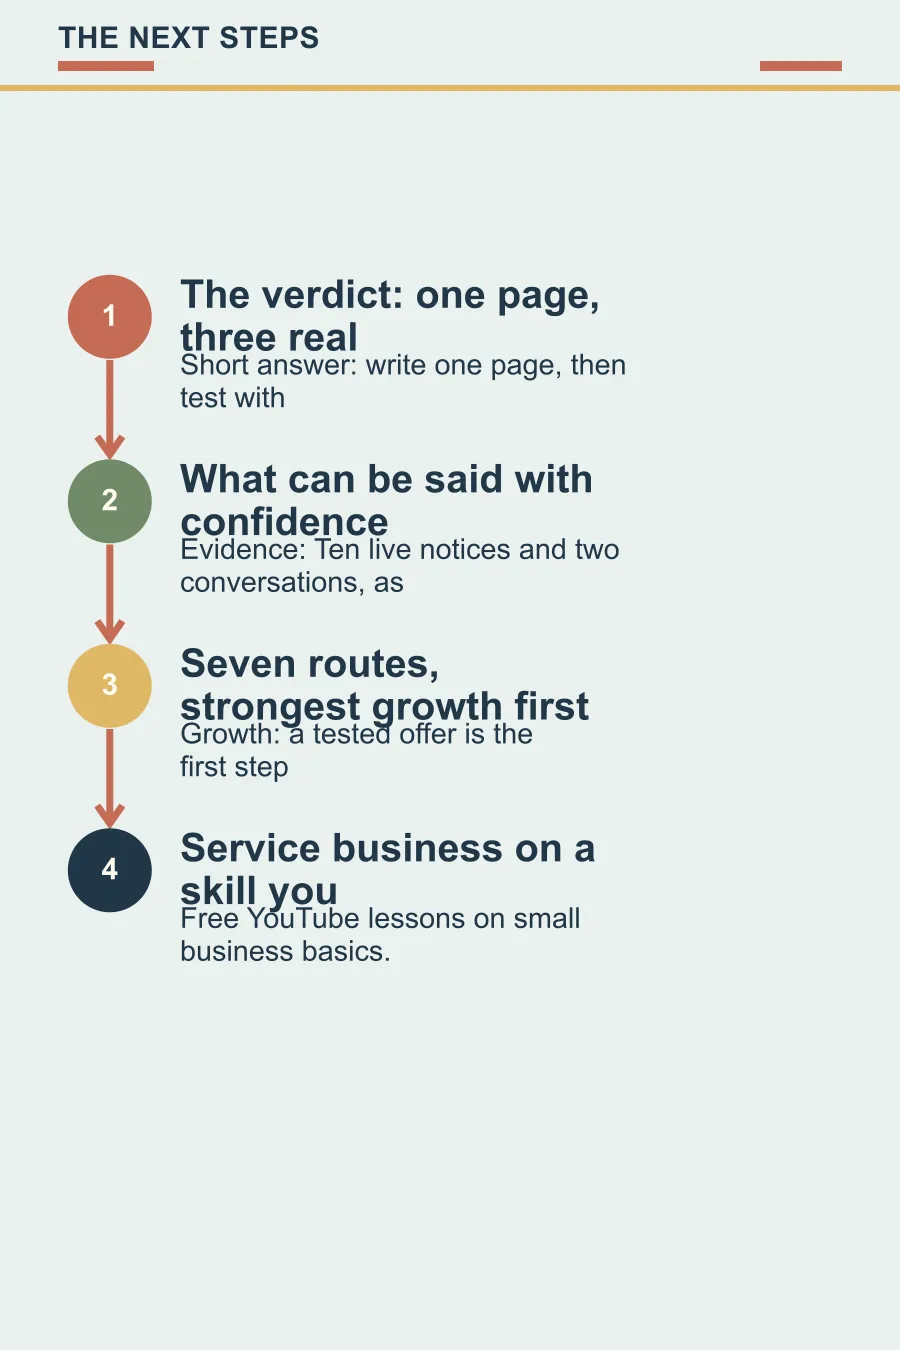 THE NEXT STEPS
1
The verdict: one page,
three real
Short answer: write one page, then
test with
2
What can be said with
confidence
Evidence: Ten live notices and two
conversations, as
3
Seven routes,
strongest growth first
Growth: a tested offer is the
first step
4
Service business on a
skill you
Free YouTube lessons on small
business basics.